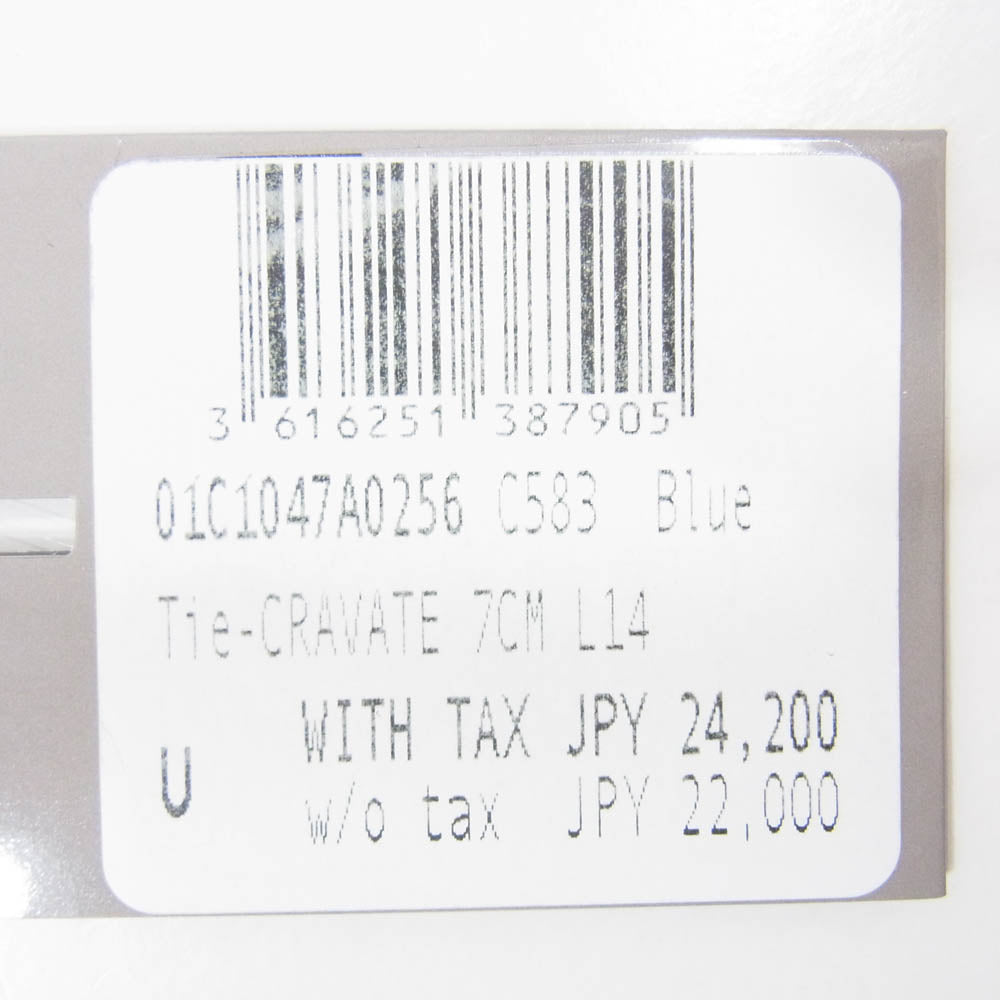 3 616251 387905
01C1047A0256 C583 Blue
Tie-CRAVATE 7CM L14
WITH TAX JPY 24,200
U w/o tax JPY 22,000